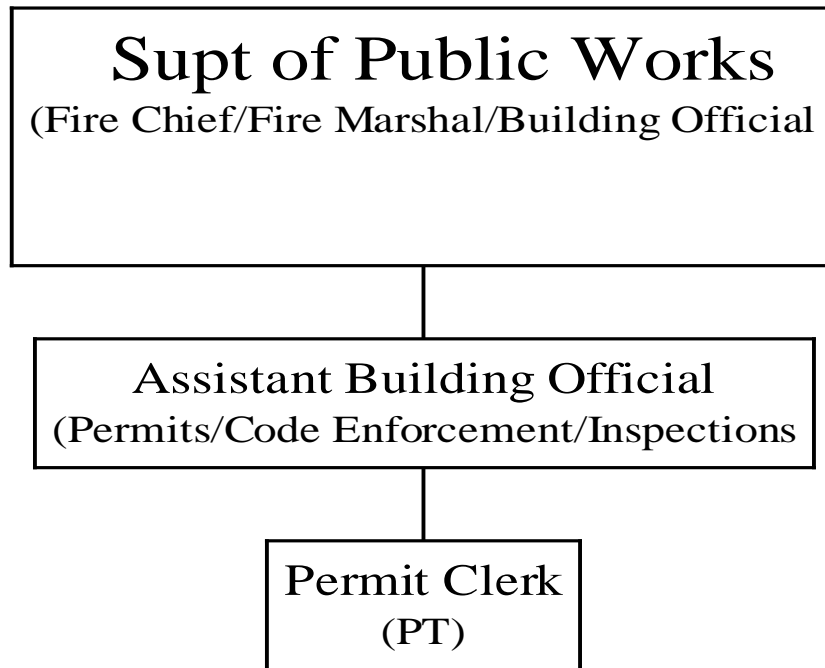 Supt of Public Works
(Fire Chief/Fire Marshal/Building Official
Assistant Building Official
(Permits/Code Enforcement/Inspections
Permit Clerk
(PT)